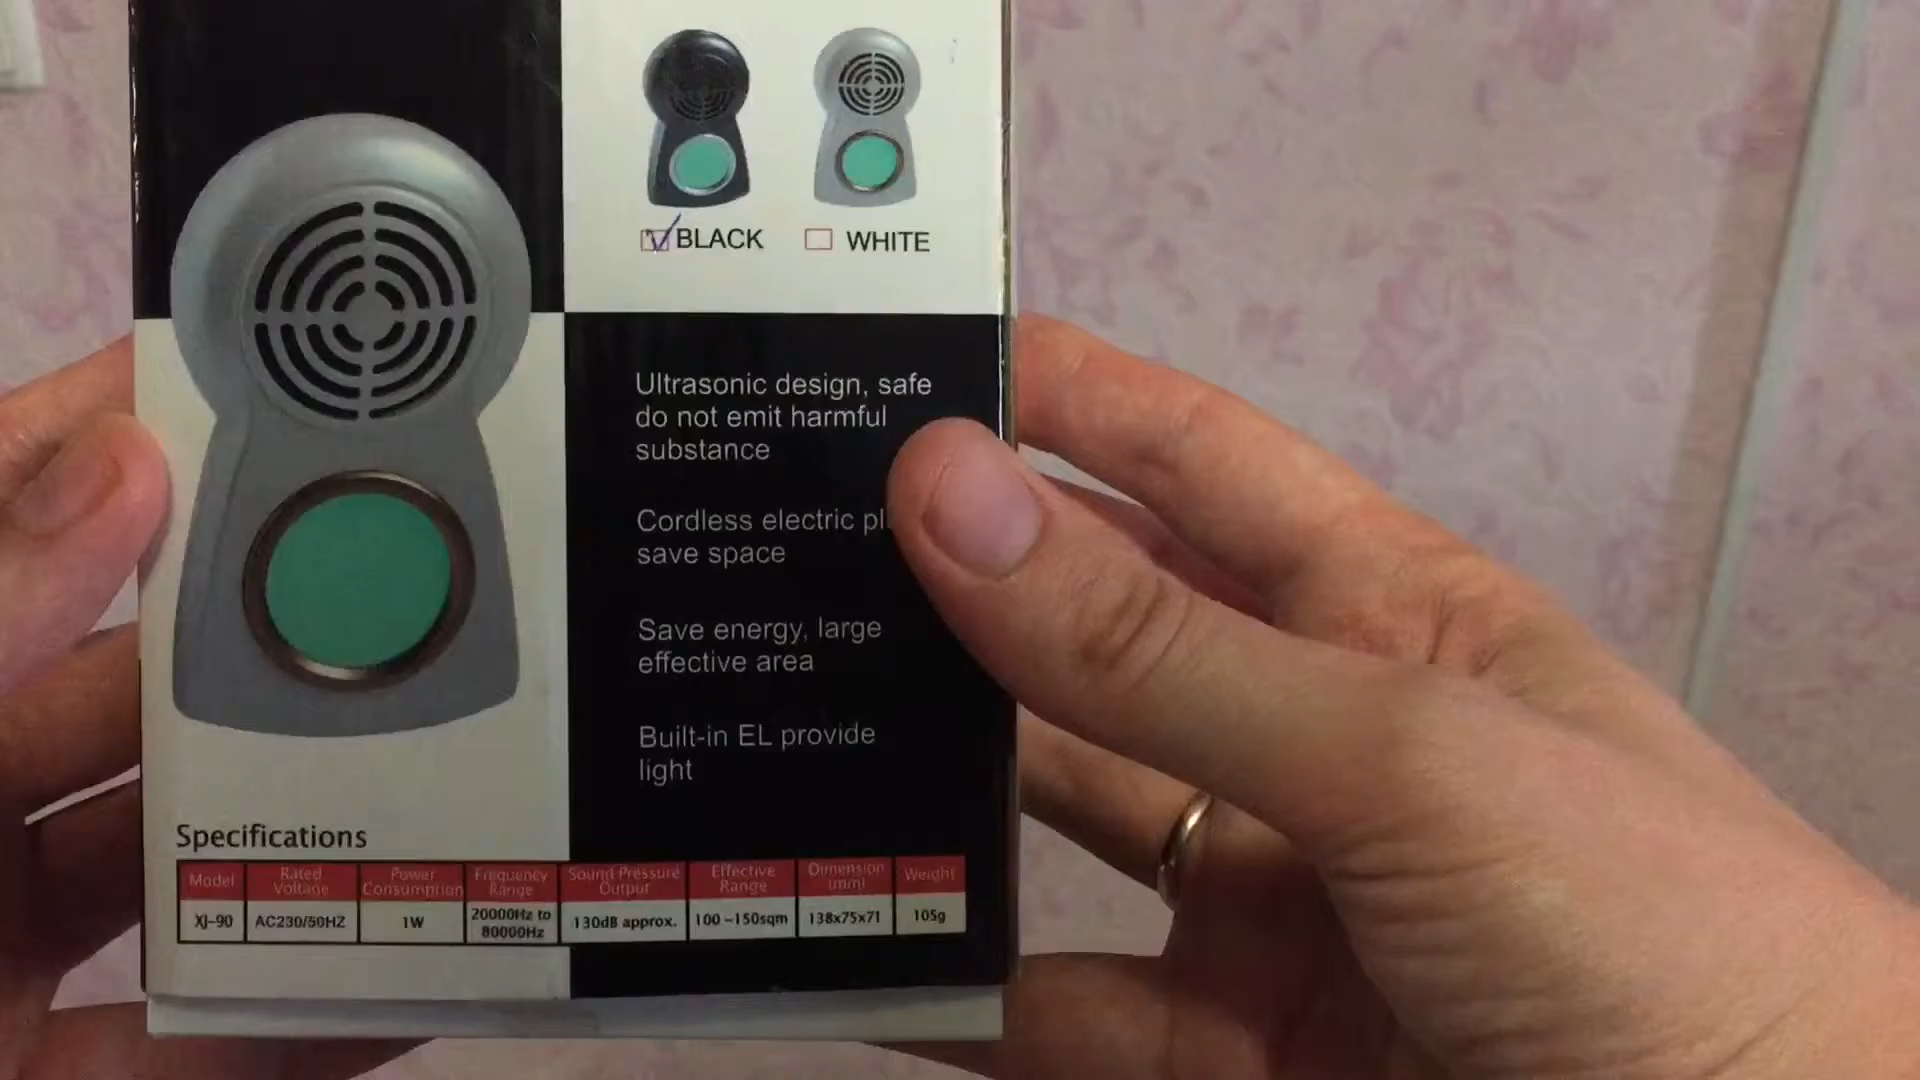 BLACK
WHITE
Ultrasonic design, safe
do not emit harmful
substance
Cordless electric
save space
Save energy, large
effective area
Built-in EL provide
light
Specifications
Model
Rated Voltage
Power Consumption
Frequency Range
Sound Pressure Output
Effective Range
Dimension (mm)
Weight
XJ-90
AC230/50HZ
1W
20000Hz to 80000Hz
130dB approx.
100-150sqm
138x75x71
105g